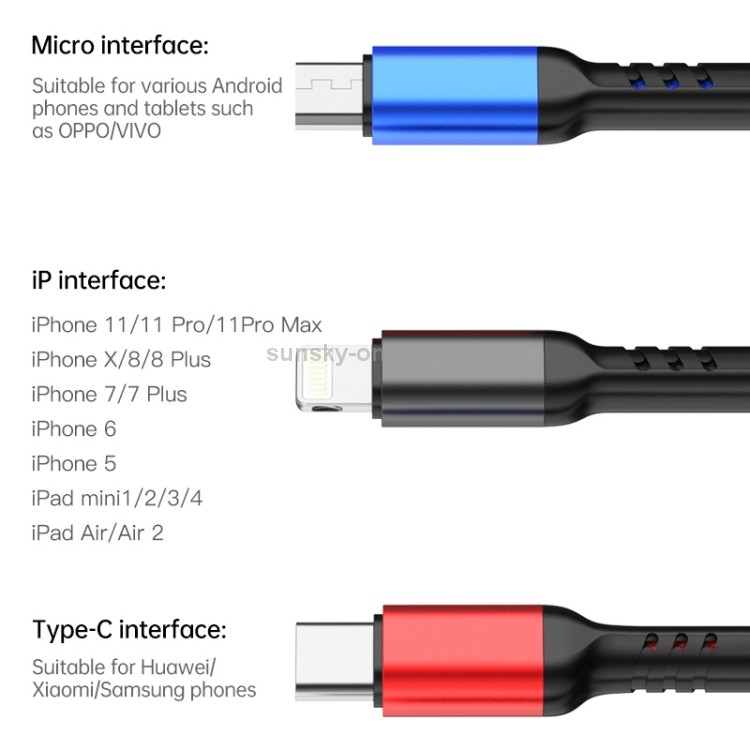 Micro interface:
Suitable for various Android
phones and tablets such
as OPPO/VIVO
iP interface:
iPhone 11/11 Pro/11Pro Max
iPhone X/8/8 Plus
sunsky-on
iPhone 7/7 Plus
iPhone 6
iPhone 5
iPad mini1/2/3/4
iPad Air/Air 2
Type-C interface:
Suitable for Huawei/
Xiaomi/Samsung phones